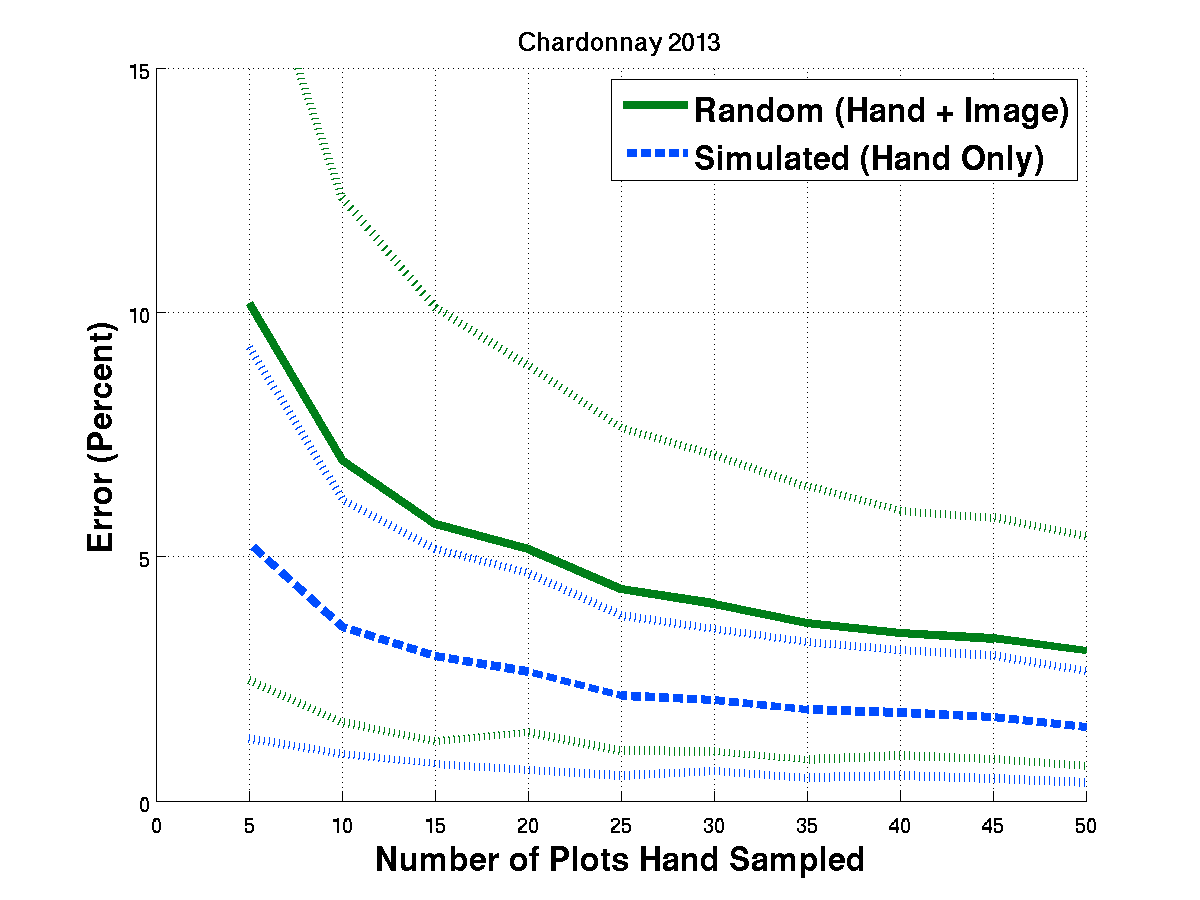 Chardonnay 2013
Random (Hand + Image)
Simulated (Hand Only)
Error (Percent)
15
10
5
0
0 5 10 15 20 25 30 35 40 45 50
Number of Plots Hand Sampled